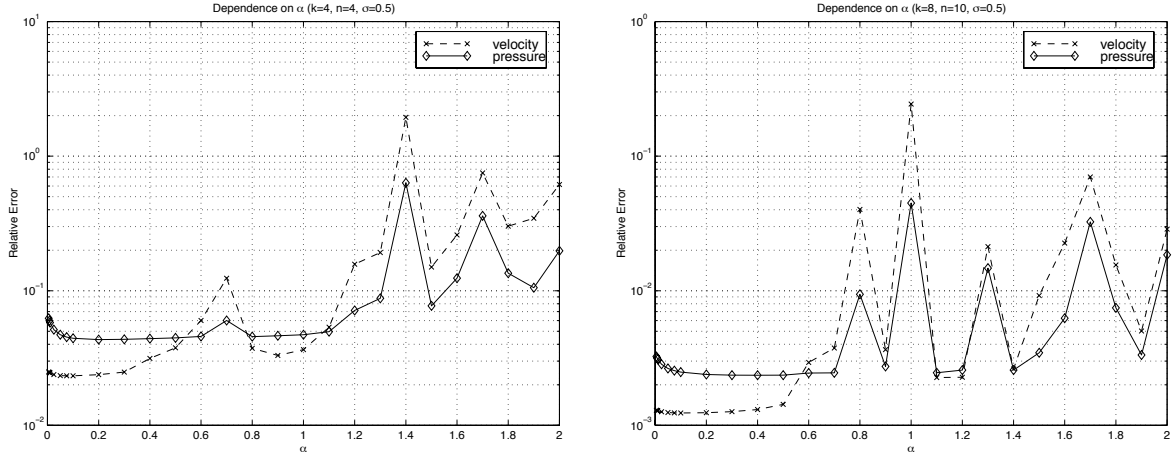 Dependence on α (k=4, n=4, σ=0.5)
10^1
10^0
10^-1
10^-2
Relative Error
velocity
pressure
0 0.2 0.4 0.6 0.8 1 1.2 1.4 1.6 1.8 2
α
Dependence on α (k=8, n=10, σ=0.5)
10^0
10^-1
10^-2
10^-3
Relative Error
velocity
pressure
0 0.2 0.4 0.6 0.8 1 1.2 1.4 1.6 1.8 2
α